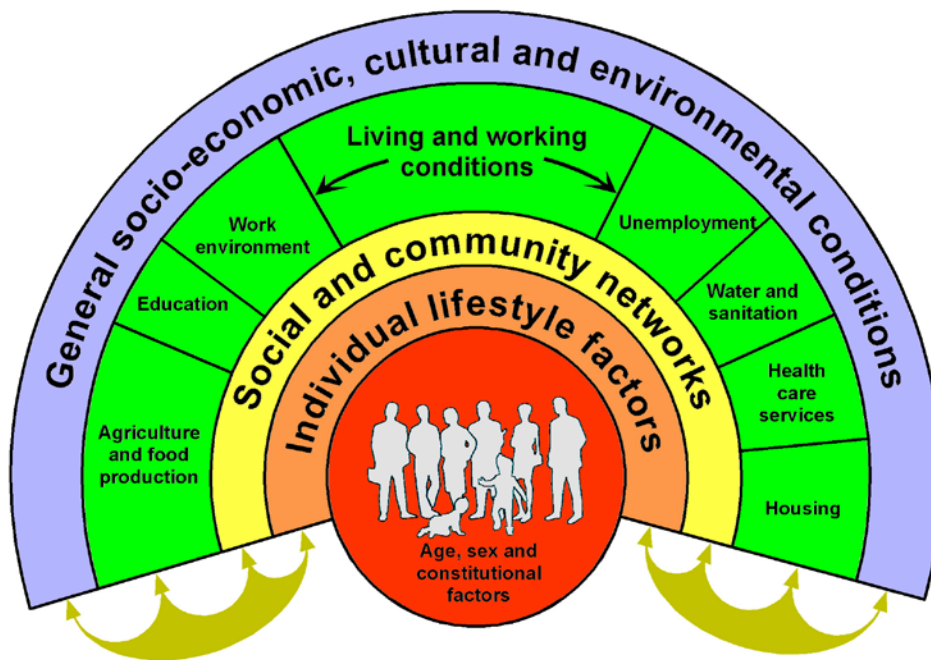 General socio-economic, cultural and environmental conditions
Living and working
conditions
Work
environment
Education
Agriculture
and food
production
Unemployment
Water and
sanitation
Health
care
services
Housing
Social and community networks
Individual lifestyle factors
Age, sex and
constitutional
factors